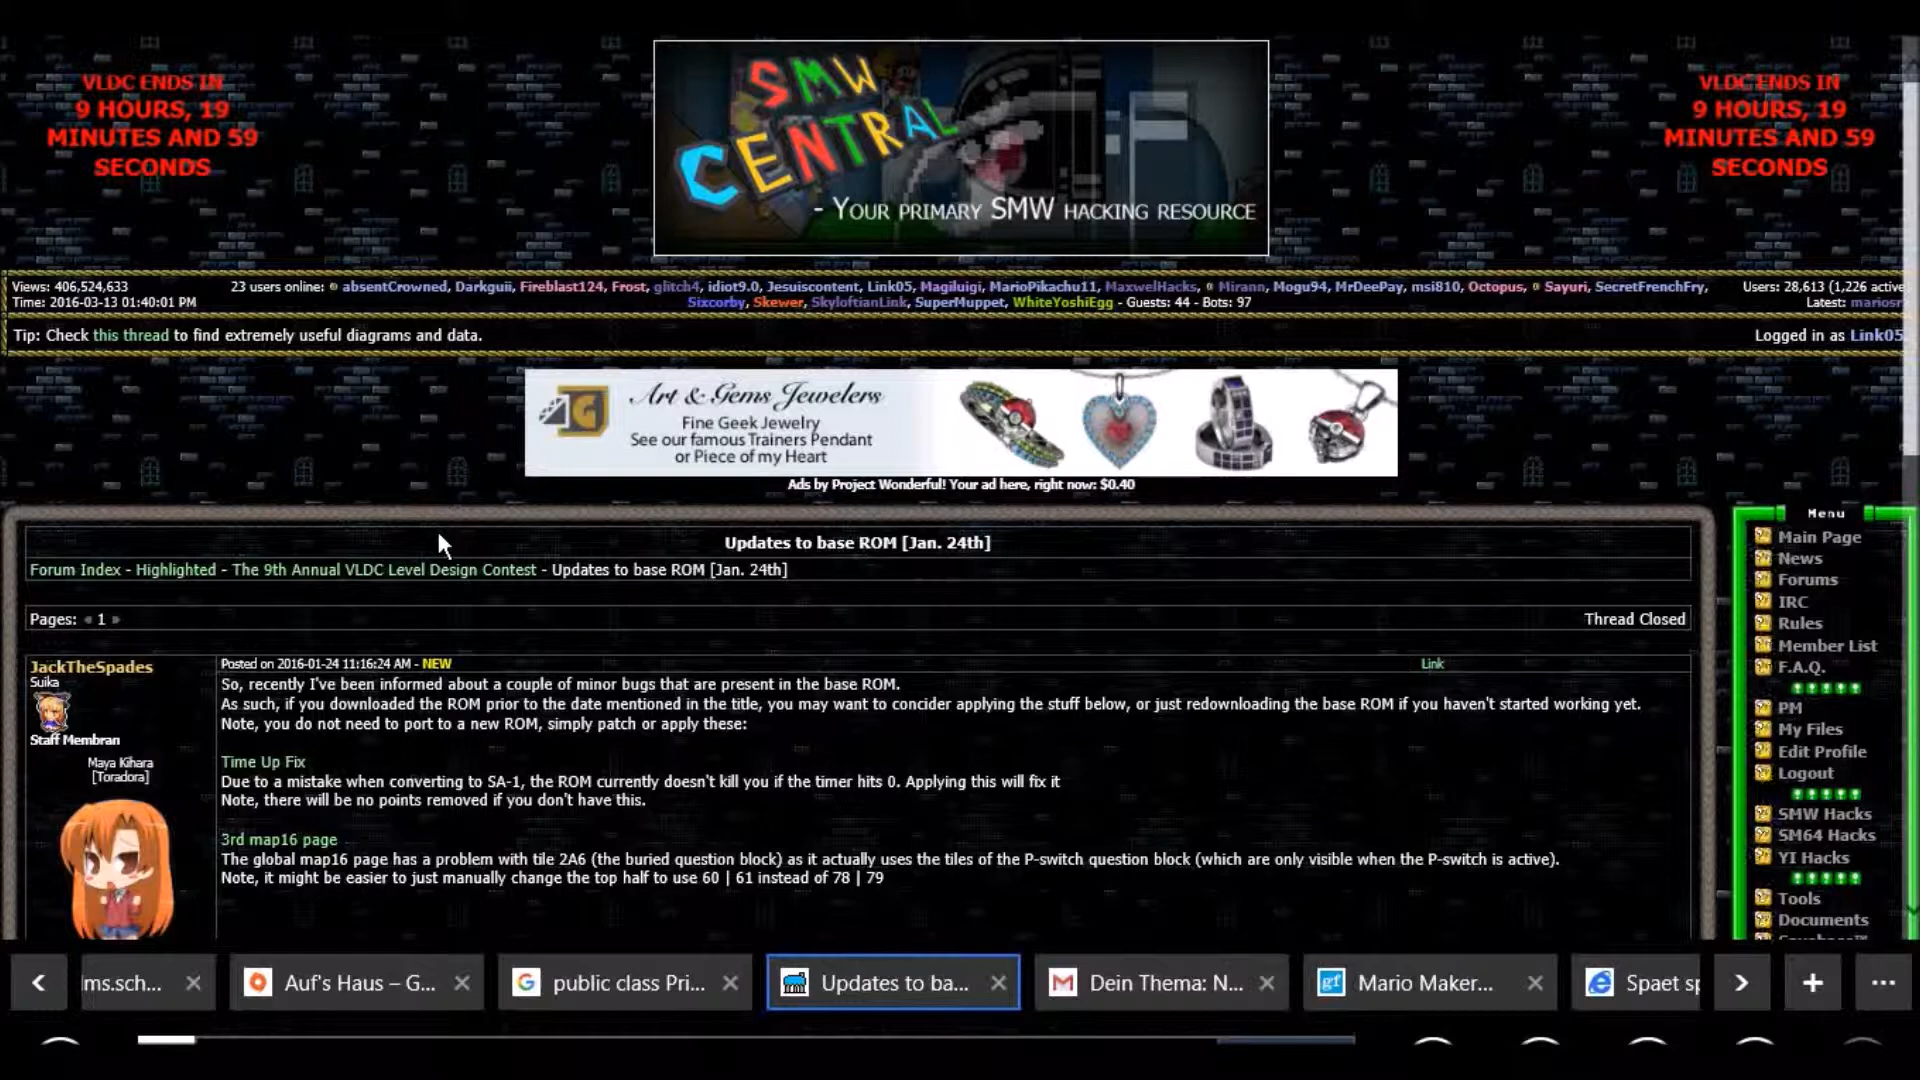 VLDC ENDS IN
9 HOURS, 19
MINUTES AND 59
SECONDS
SMW
CENTRAL
- YOUR PRIMARY SMW HACKING RESOURCE
VLDC ENDS IN
9 HOURS, 19
MINUTES AND 59
SECONDS
Views: 406,524,633
Time: 2016-03-13 01:40:01 PM
23 users online: absentCrowned, Darkguii, Fireblast124, Frost, glitch4, idiot9.0, Jesuiscontent, Link05, Magiluigi, MarioPikachu11, MaxwelHacks, Mirann, Mogu94, MrDeePay, msi810, Octopus, Sayuri, SecretFrenchFry,
Sixcorby, Skewer, SkyloftianLink, SuperMuppet, WhiteYoshiEgg - Guests: 44 - Bots: 97
Users: 28,613 (1,226 active
Latest: mariosr
Tip: Check this thread to find extremely useful diagrams and data.
Logged in as Link05.
AG
Art & Gems Jewelers
Fine Geek Jewelry
See our famous Trainers Pendant
or Piece of my Heart
Ads by Project Wonderful! Your ad here, right now: $0.40
Updates to base ROM [Jan. 24th]
Forum Index - Highlighted - The 9th Annual VLDC Level Design Contest - Updates to base ROM [Jan. 24th]
Pages: « 1 »
Thread Closed
JackTheSpades
Suika
Staff Membran
Maya Kihara
[Toradora]
Posted on 2016-01-24 11:16:24 AM - NEW
Link
So, recently I've been informed about a couple of minor bugs that are present in the base ROM.
As such, if you downloaded the ROM prior to the date mentioned in the title, you may want to concider applying the stuff below, or just redownloading the base ROM if you haven't started working yet.
Note, you do not need to port to a new ROM, simply patch or apply these:
Time Up Fix
Due to a mistake when converting to SA-1, the ROM currently doesn't kill you if the timer hits 0. Applying this will fix it
Note, there will be no points removed if you don't have this.
3rd map16 page
The global map16 page has a problem with tile 2A6 (the buried question block) as it actually uses the tiles of the P-switch question block (which are only visible when the P-switch is active).
Note, it might be easier to just manually change the top half to use 60 | 61 instead of 78 | 79
Menu
Main Page
News
Forums
IRC
Rules
Member List
F.A.Q.
PM
My Files
Edit Profile
Logout
SMW Hacks
SM64 Hacks
YI Hacks
Tools
Documents
lms.sch...
Auf's Haus – G...
public class Pri...
Updates to ba...
Dein Thema: N...
gf
Mario Maker...
Spaet sp